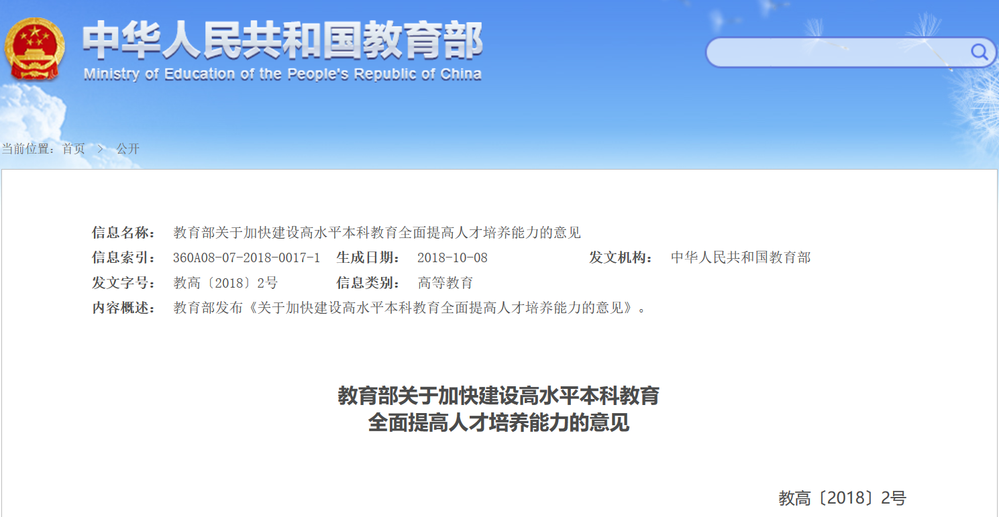 中华人民共和国教育部
Ministry of Education of the People's Republic of China
当前位置：首页 > 公开
信息名称： 教育部关于加快建设高水平本科教育全面提高人才培养能力的意见
信息索引： 360A08-07-2018-0017-1 生成日期： 2018-10-08 发文机构： 中华人民共和国教育部
发文字号： 教高〔2018〕2号 信息类别： 高等教育
内容概述： 教育部发布《关于加快建设高水平本科教育全面提高人才培养能力的意见》。
教育部关于加快建设高水平本科教育
全面提高人才培养能力的意见
教高〔2018〕2号